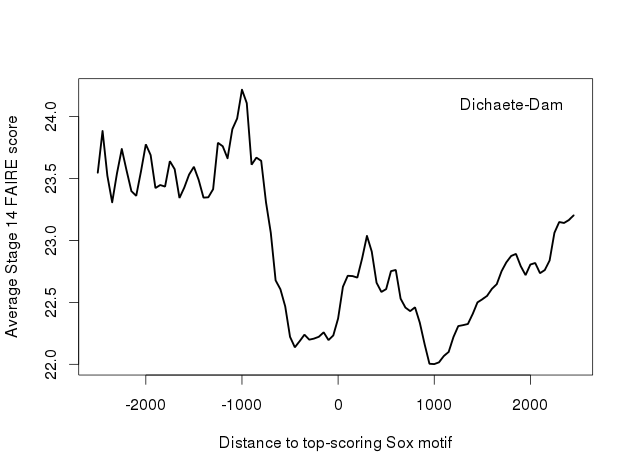 Dichaete-Dam
Average Stage 14 FAIRE score
24.0
23.5
23.0
22.5
22.0
-2000 -1000 0 1000 2000
Distance to top-scoring Sox motif